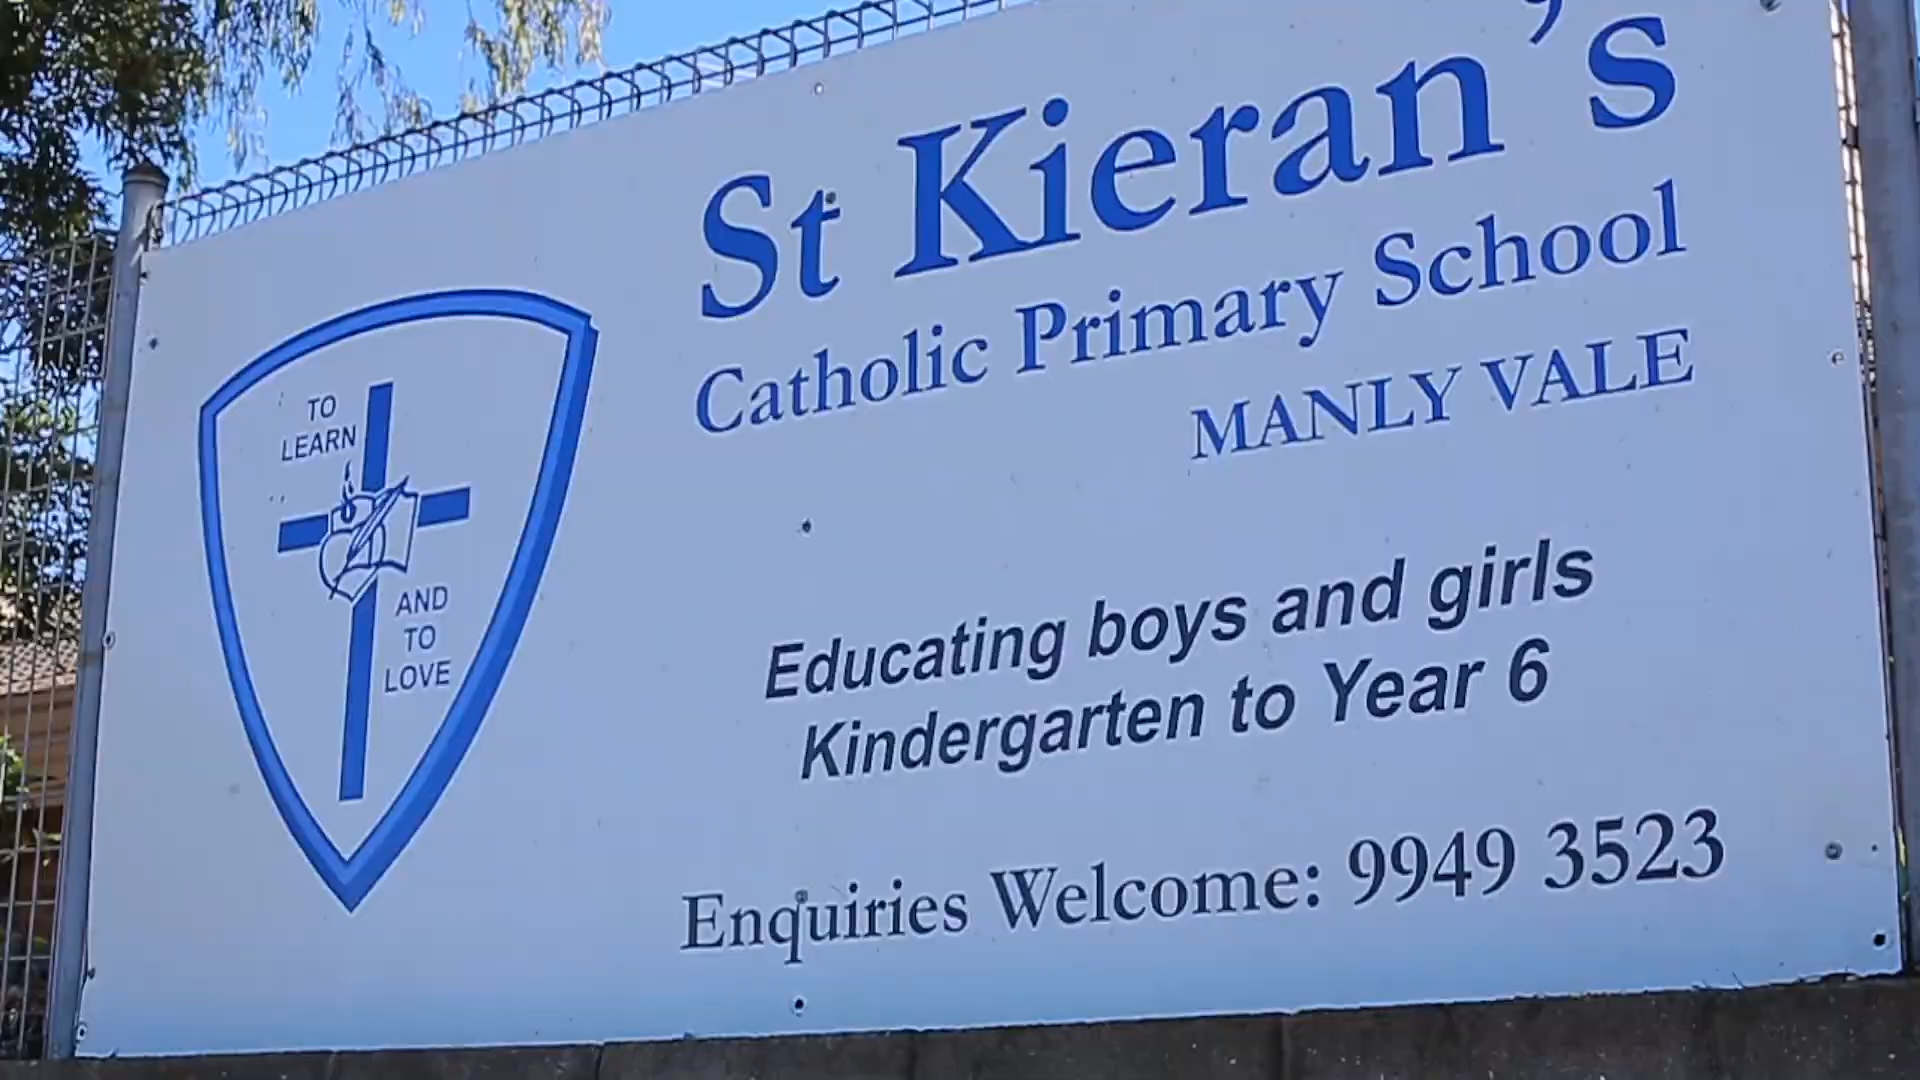 St Kieran's
Catholic Primary School
MANLY VALE
TO
LEARN
AND
TO
LOVE
Educating boys and girls
Kindergarten to Year 6
Enquiries Welcome: 9949 3523